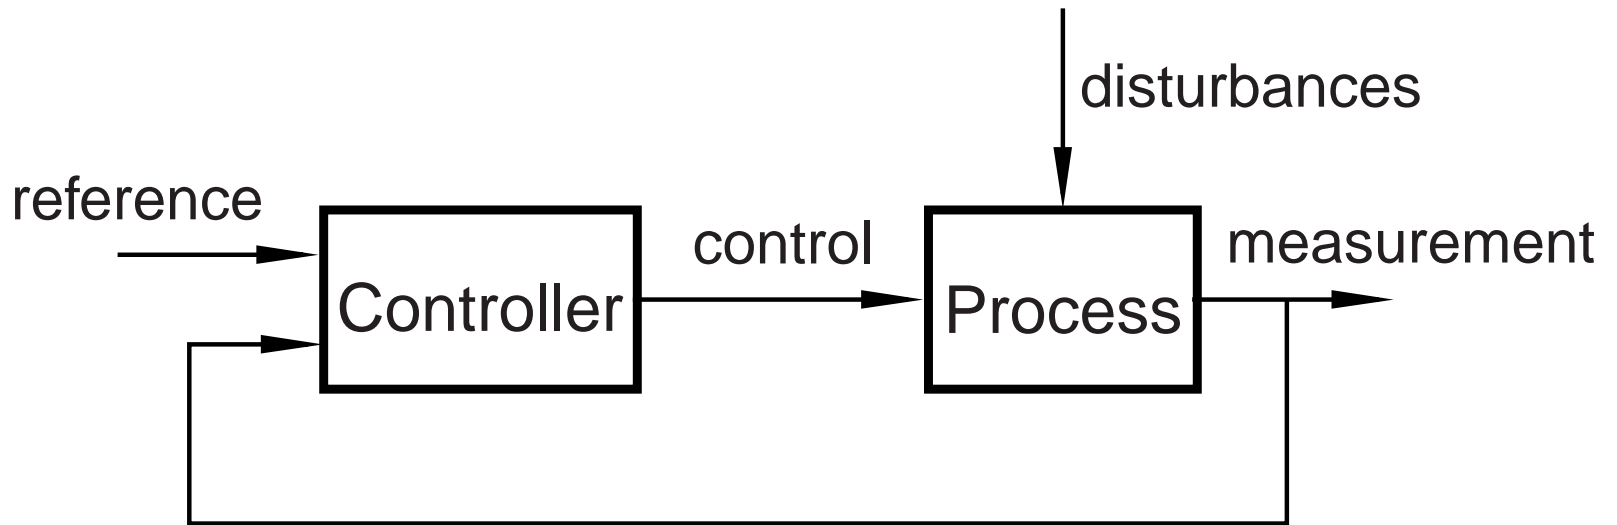 disturbances
reference
control
measurement
Controller
Process